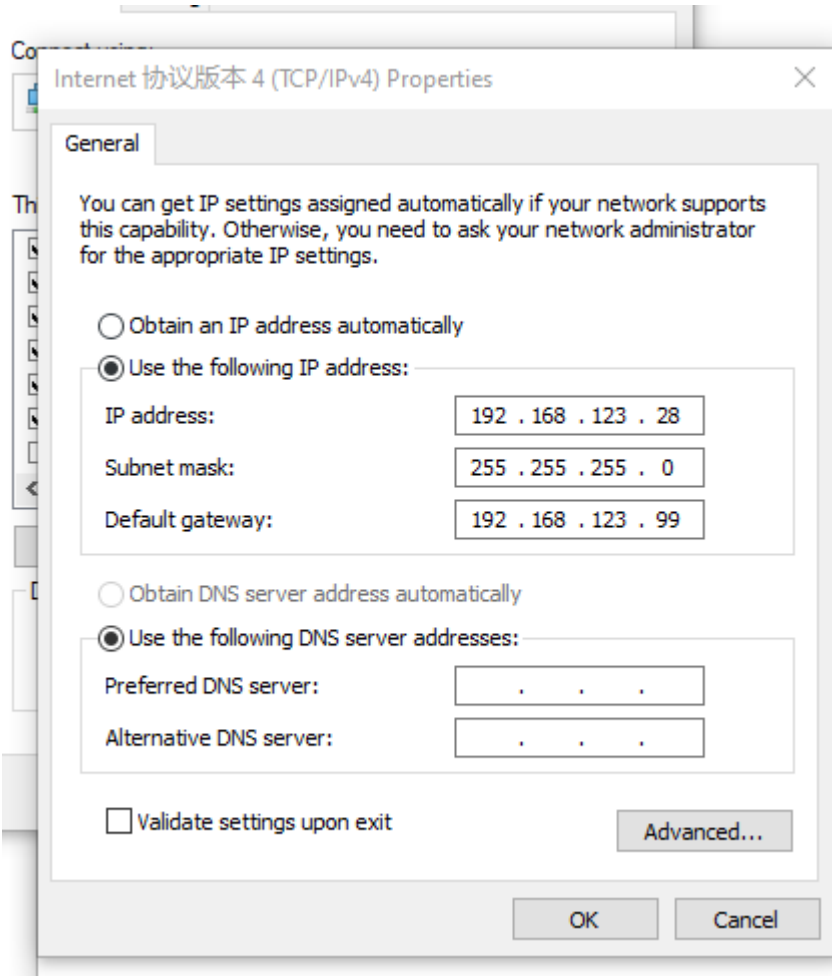 Internet 协议版本 4 (TCP/IPv4) Properties
General
You can get IP settings assigned automatically if your network supports
this capability. Otherwise, you need to ask your network administrator
for the appropriate IP settings.
Obtain an IP address automatically
Use the following IP address:
IP address: 192 . 168 . 123 . 28
Subnet mask: 255 . 255 . 255 . 0
Default gateway: 192 . 168 . 123 . 99
Obtain DNS server address automatically
Use the following DNS server addresses:
Preferred DNS server: . . .
Alternative DNS server: . . .
Validate settings upon exit
Advanced...
OK Cancel